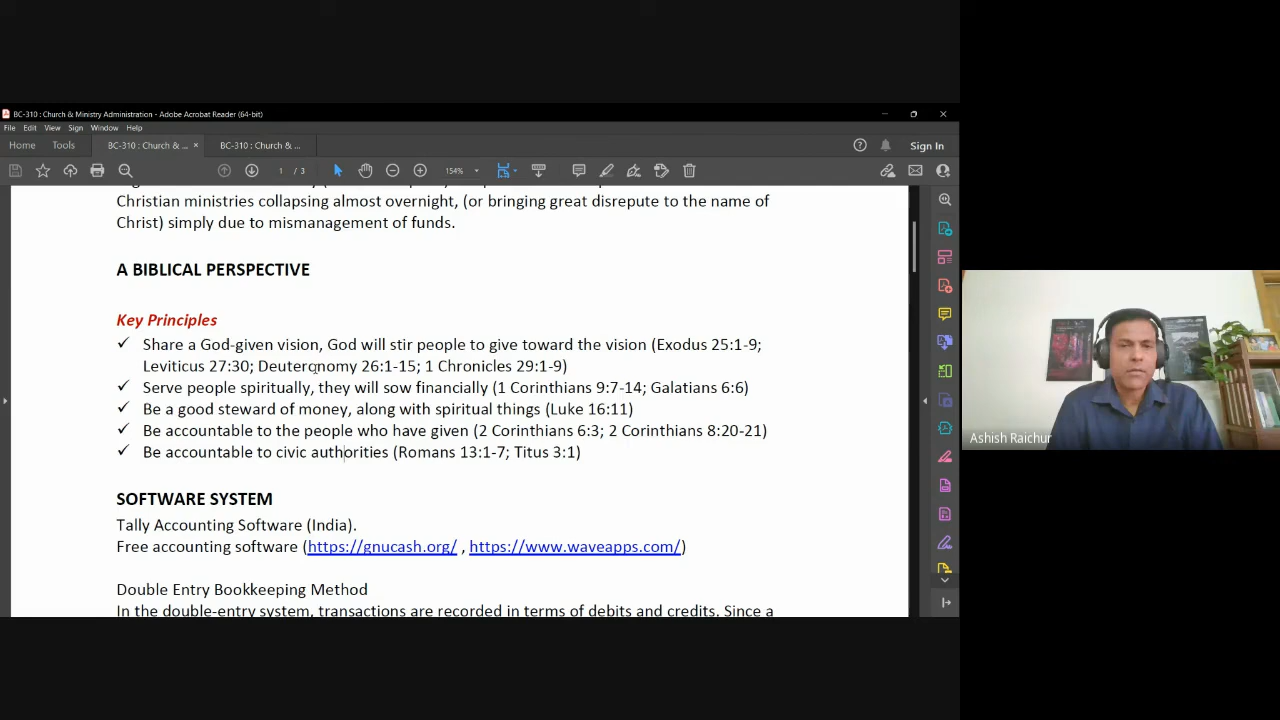 BC-310 : Church & Ministry Administration - Adobe Acrobat Reader (64-bit)
File Edit View Sign Window Help
Home Tools BC-310 : Church & ... × BC-310 : Church & ... Sign In
1 / 3 154%
Christian ministries collapsing almost overnight, (or bringing great disrepute to the name of
Christ) simply due to mismanagement of funds.
A BIBLICAL PERSPECTIVE
Key Principles
✓ Share a God-given vision, God will stir people to give toward the vision (Exodus 25:1-9;
Leviticus 27:30; Deuteronomy 26:1-15; 1 Chronicles 29:1-9)
✓ Serve people spiritually, they will sow financially (1 Corinthians 9:7-14; Galatians 6:6)
✓ Be a good steward of money, along with spiritual things (Luke 16:11)
✓ Be accountable to the people who have given (2 Corinthians 6:3; 2 Corinthians 8:20-21)
✓ Be accountable to civic authorities (Romans 13:1-7; Titus 3:1)
SOFTWARE SYSTEM
Tally Accounting Software (India).
Free accounting software (https://gnucash.org/ , https://www.waveapps.com/)
Double Entry Bookkeeping Method
In the double-entry system, transactions are recorded in terms of debits and credits. Since a
Ashish Raichur